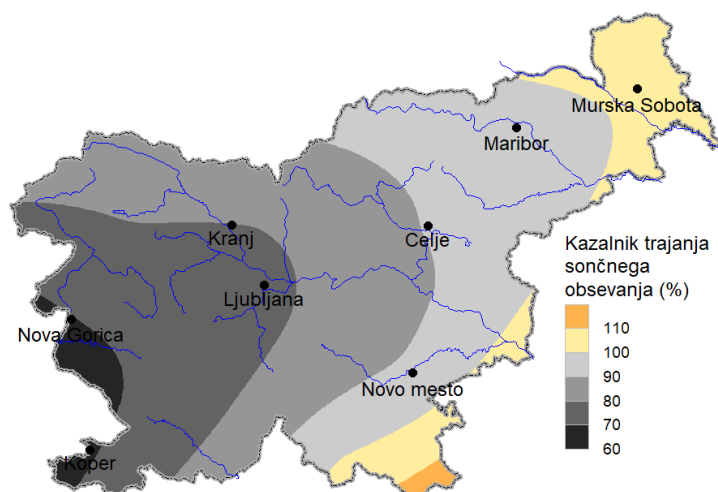 Murska Sobota
Maribor
Kranj
Celje
Ljubljana
Nova Gorica
Novo mesto
Koper
Kazalnik trajanja
sončnega
obsevanja (%)
110
100
90
80
70
60